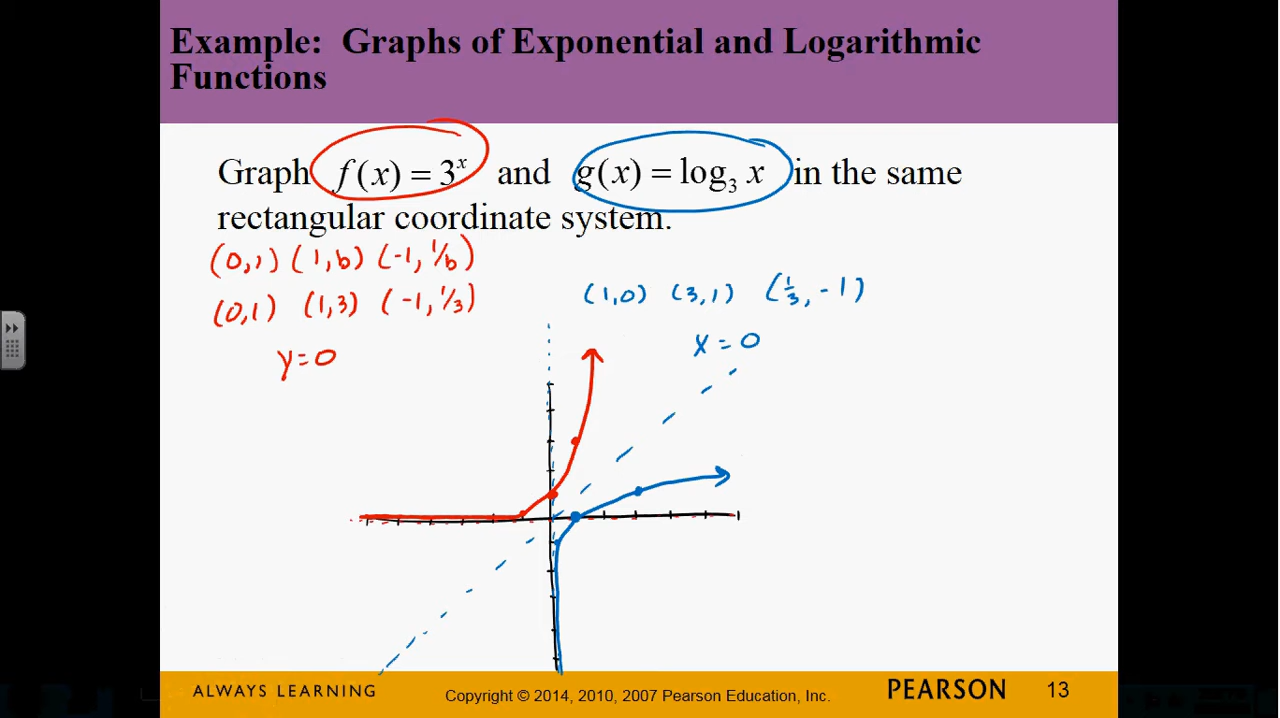 Example: Graphs of Exponential and Logarithmic
Functions
Graph f(x) = 3ˣ and g(x) = log₃ x in the same
rectangular coordinate system.
(0,1) (1,b) (-1, 1/b)
(0,1) (1,3) (-1, 1/3)
(1,0) (3,1) (1/3, -1)
y=0
x = 0
ALWAYS LEARNING
Copyright © 2014, 2010, 2007 Pearson Education, Inc.
PEARSON
13